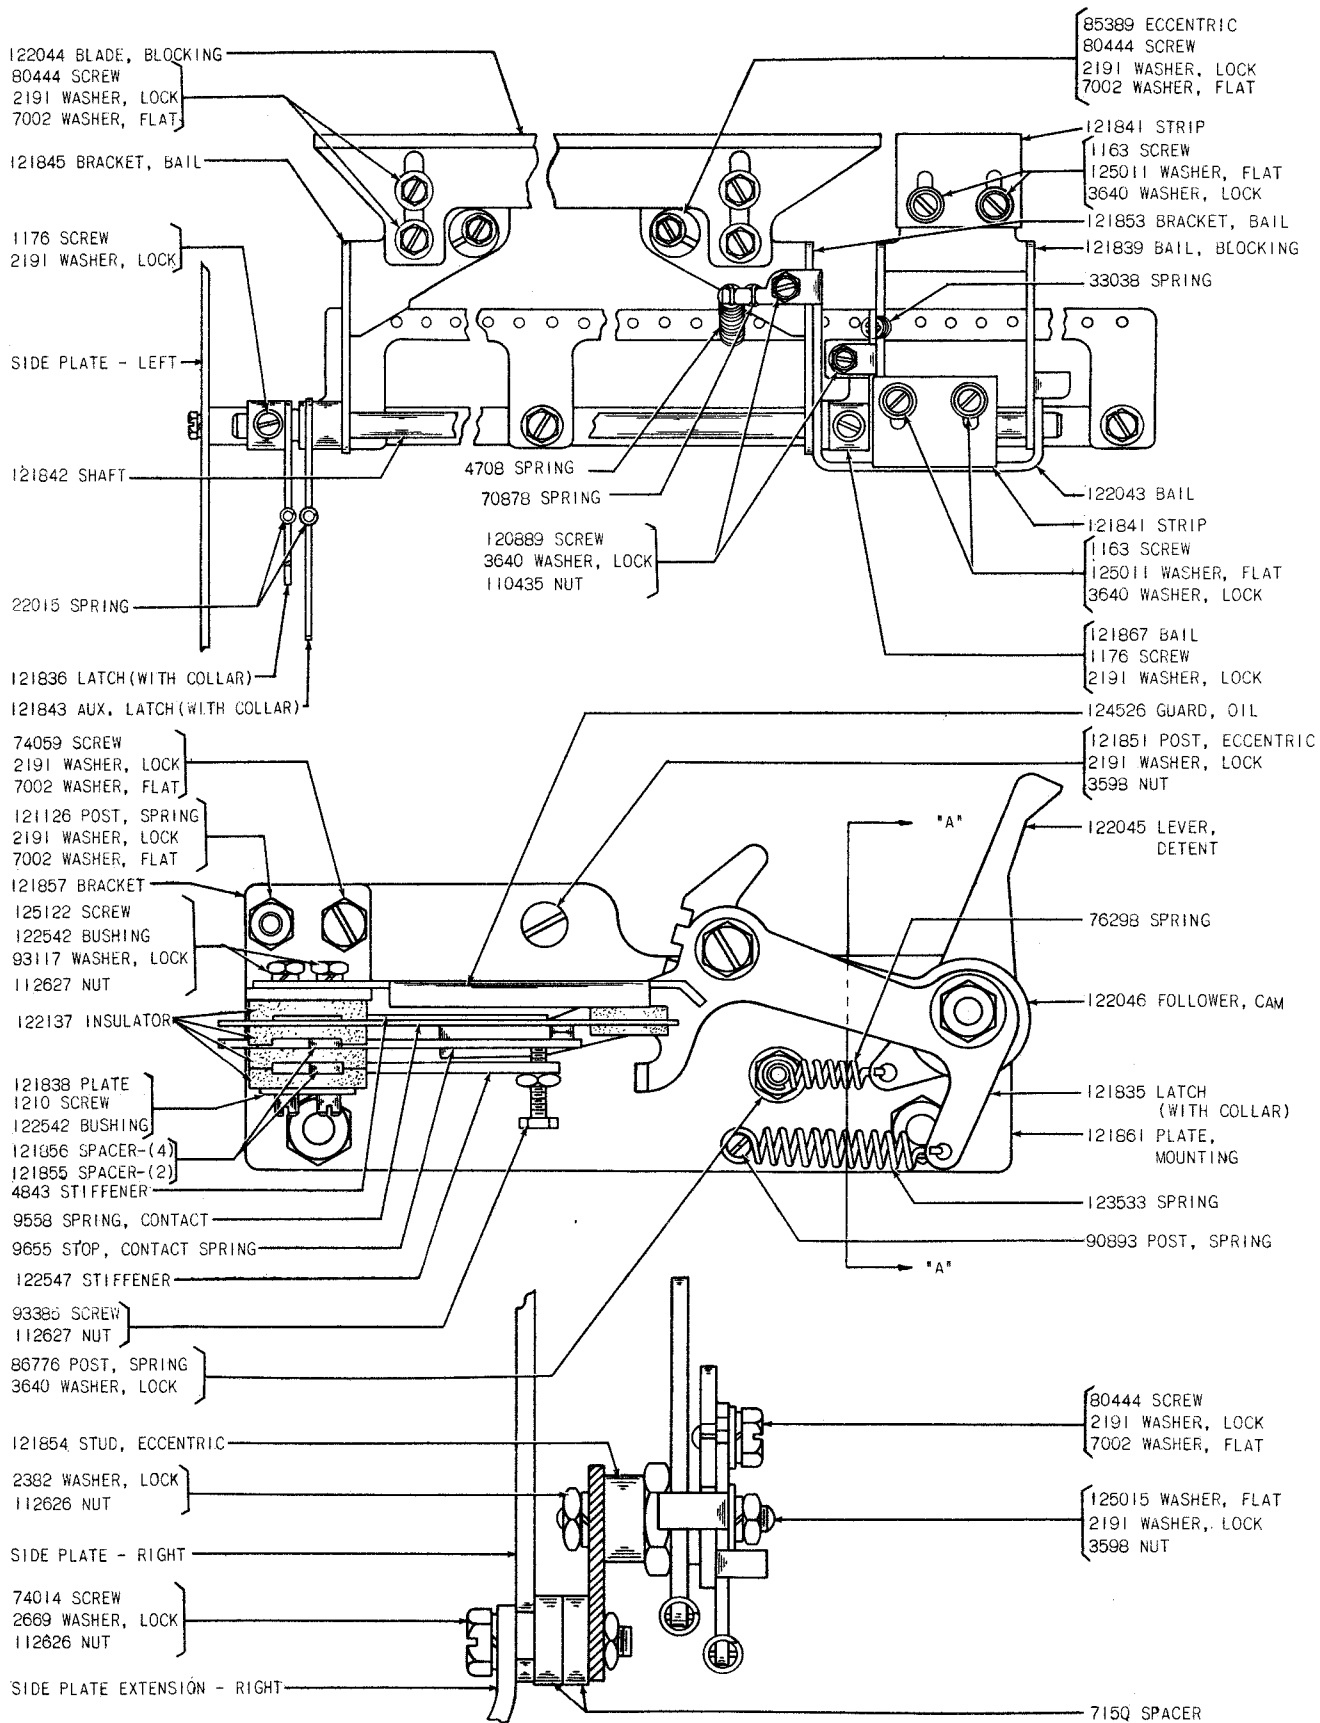 122044 BLADE, BLOCKING
80444 SCREW
2191 WASHER, LOCK
7002 WASHER, FLAT
121845 BRACKET, BAIL
1176 SCREW
2191 WASHER, LOCK
SIDE PLATE - LEFT
121842 SHAFT
22015 SPRING
121836 LATCH (WITH COLLAR)
121843 AUX. LATCH (WITH COLLAR)
4708 SPRING
70878 SPRING
120889 SCREW
3640 WASHER, LOCK
110435 NUT
85389 ECCENTRIC
80444 SCREW
2191 WASHER, LOCK
7002 WASHER, FLAT
121841 STRIP
1163 SCREW
125011 WASHER, FLAT
3640 WASHER, LOCK
121853 BRACKET, BAIL
121839 BAIL, BLOCKING
33038 SPRING
122043 BAIL
121841 STRIP
1163 SCREW
125011 WASHER, FLAT
3640 WASHER, LOCK
121867 BAIL
1176 SCREW
2191 WASHER, LOCK
124526 GUARD, OIL
121851 POST, ECCENTRIC
2191 WASHER, LOCK
3598 NUT
74059 SCREW
2191 WASHER, LOCK
7002 WASHER, FLAT
121126 POST, SPRING
2191 WASHER, LOCK
7002 WASHER, FLAT
121857 BRACKET
125122 SCREW
122542 BUSHING
93117 WASHER, LOCK
112627 NUT
122137 INSULATOR
121838 PLATE
1210 SCREW
122542 BUSHING
121856 SPACER-(4)
121855 SPACER-(2)
4843 STIFFENER
9558 SPRING, CONTACT
9655 STOP, CONTACT SPRING
122547 STIFFENER
93385 SCREW
112627 NUT
86776 POST, SPRING
3640 WASHER, LOCK
"A"
122045 LEVER,
DETENT
76298 SPRING
122046 FOLLOWER, CAM
121835 LATCH
(WITH COLLAR)
121861 PLATE,
MOUNTING
123533 SPRING
90893 POST, SPRING
"A"
121854 STUD, ECCENTRIC
2382 WASHER, LOCK
112626 NUT
SIDE PLATE - RIGHT
74014 SCREW
2669 WASHER, LOCK
112626 NUT
SIDE PLATE EXTENSION - RIGHT
80444 SCREW
2191 WASHER, LOCK
7002 WASHER, FLAT
125015 WASHER, FLAT
2191 WASHER, LOCK
3598 NUT
SPACER